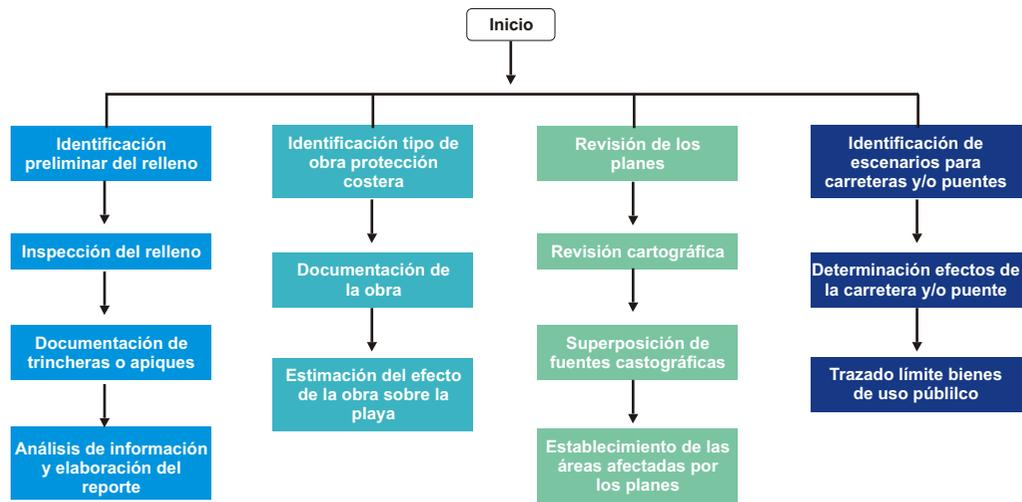 Inicio
Identificación
preliminar del relleno
Inspección del relleno
Documentación de
trincheras o apiques
Análisis de información
y elaboración del
reporte
Identificación tipo de
obra protección
costera
Documentación de
la obra
Estimación del efecto
de la obra sobre la
playa
Revisión de los
planes
Revisión cartográfica
Superposición de
fuentes castográficas
Establecimiento de las
áreas afectadas por
los planes
Identificación de
escenarios para
carreteras y/o puentes
Determinación efectos de
la carretera y/o puente
Trazado límite bienes
de uso públilco